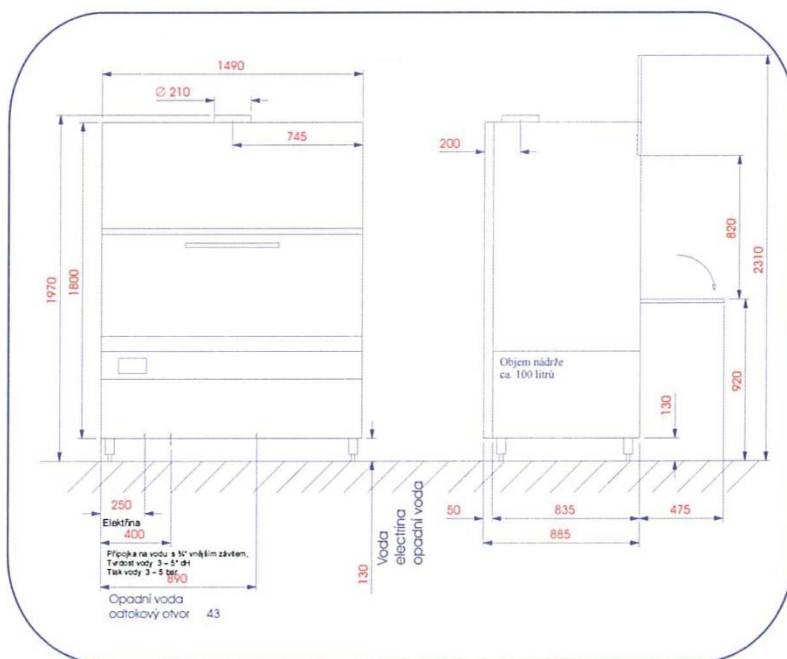 1490
Ø 210
745
200
1970
1800
820
2310
Objem nádrže
ca. 100 litrů
920
130
250
Elektřina
400
Přípojka na vodu s ¾" vnějším závitem,
Tvrdost vody 3 – 5° dH
Tlak vody 3 – 5 bar
890
Opadní voda
odtokový otvor 43
130
Voda
electrina
opadní voda
50
835
475
885